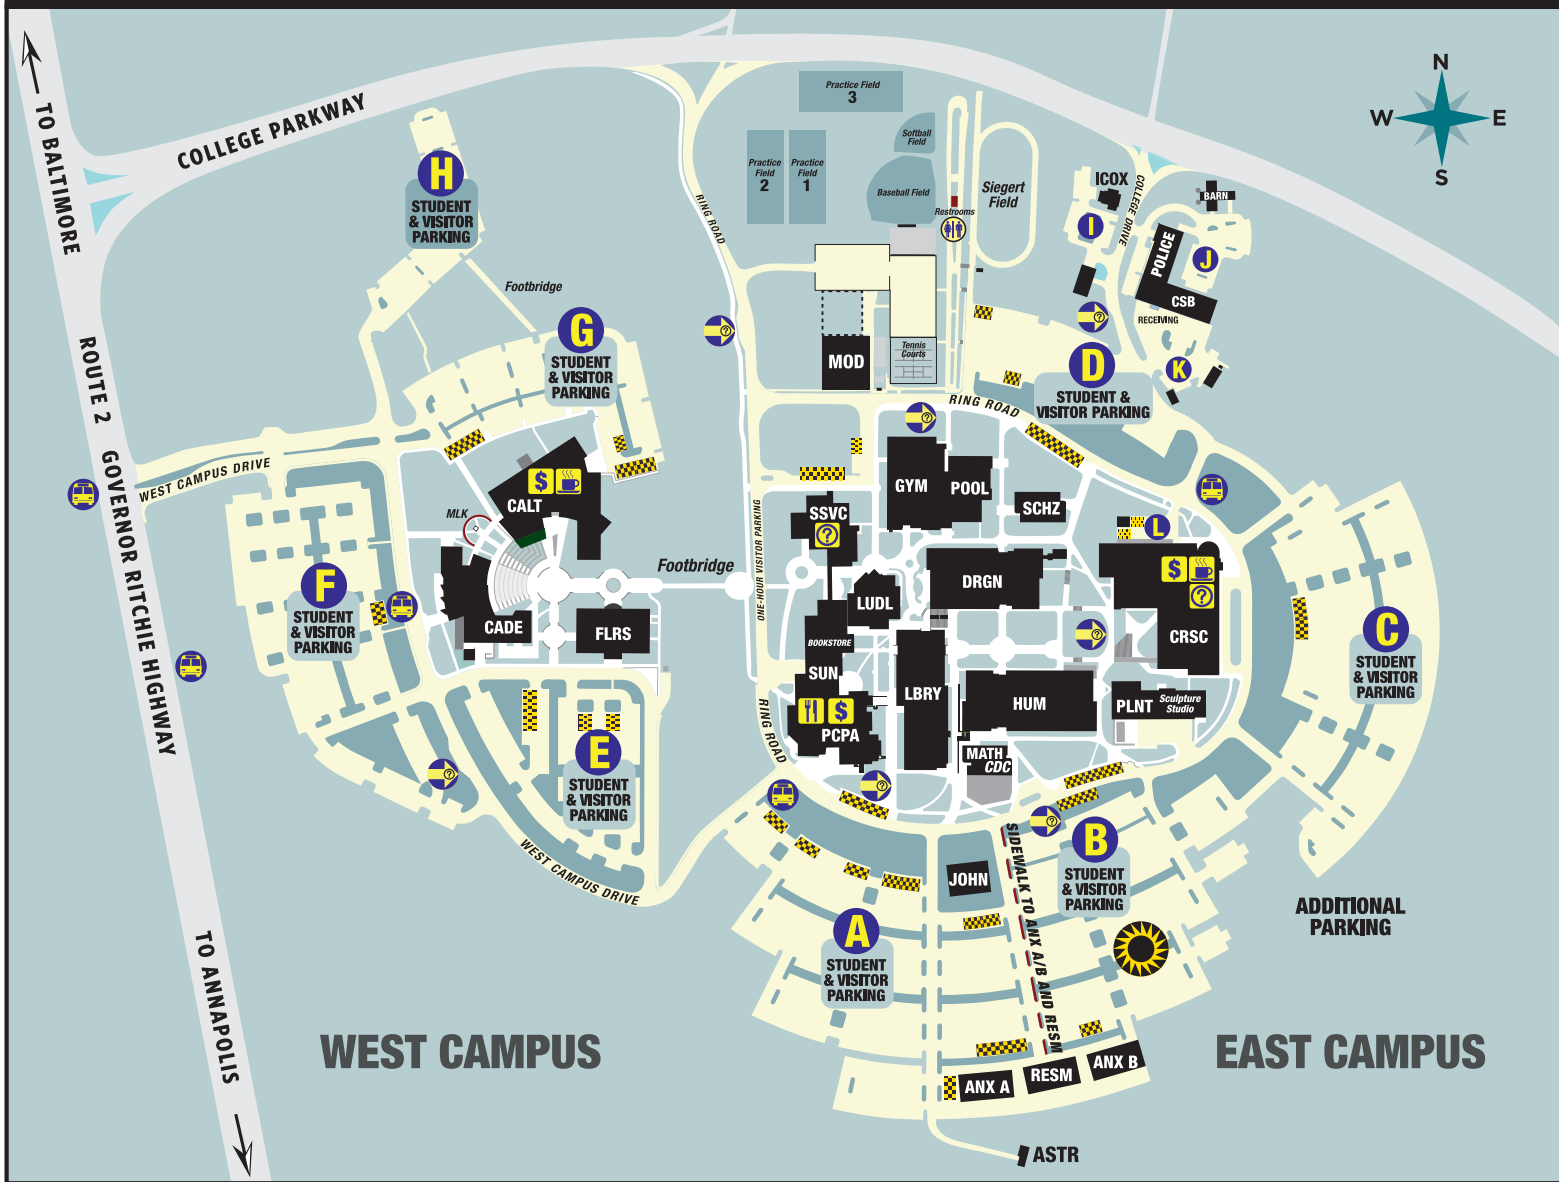 N
W
E
S
TO BALTIMORE
COLLEGE PARKWAY
ROUTE 2
GOVERNOR RITCHIE HIGHWAY
TO ANNAPOLIS
H
STUDENT
& VISITOR
PARKING
Footbridge
G
STUDENT
& VISITOR
PARKING
RING ROAD
Practice Field
3
Practice
Field
2
Practice
Field
1
Softball
Field
Baseball Field
Restrooms
Siegert
Field
ICOX
COLLEGE DRIVE
BARN
I
POLICE
J
CSB
RECEIVING
K
MOD
Tennis
Courts
D
STUDENT &
VISITOR PARKING
RING ROAD
WEST CAMPUS DRIVE
MLK
$
CALT
CADE
FLRS
Footbridge
F
STUDENT
& VISITOR
PARKING
E
STUDENT
& VISITOR
PARKING
WEST CAMPUS DRIVE
ONE-HOUR VISITOR PARKING
RING ROAD
GYM
POOL
SCHZ
SSVC
?
DRGN
LUDL
BOOKSTORE
SUN
$
PCPA
LBRY
HUM
MATH
CDC
L
$
?
CRSC
PLNT
Sculpture
Studio
C
STUDENT
& VISITOR
PARKING
ADDITIONAL
PARKING
B
STUDENT
& VISITOR
PARKING
JOHN
SIDEWALK TO ANX A/B AND RESM
A
STUDENT
& VISITOR
PARKING
WEST CAMPUS
EAST CAMPUS
ANX A
RESM
ANX B
ASTR